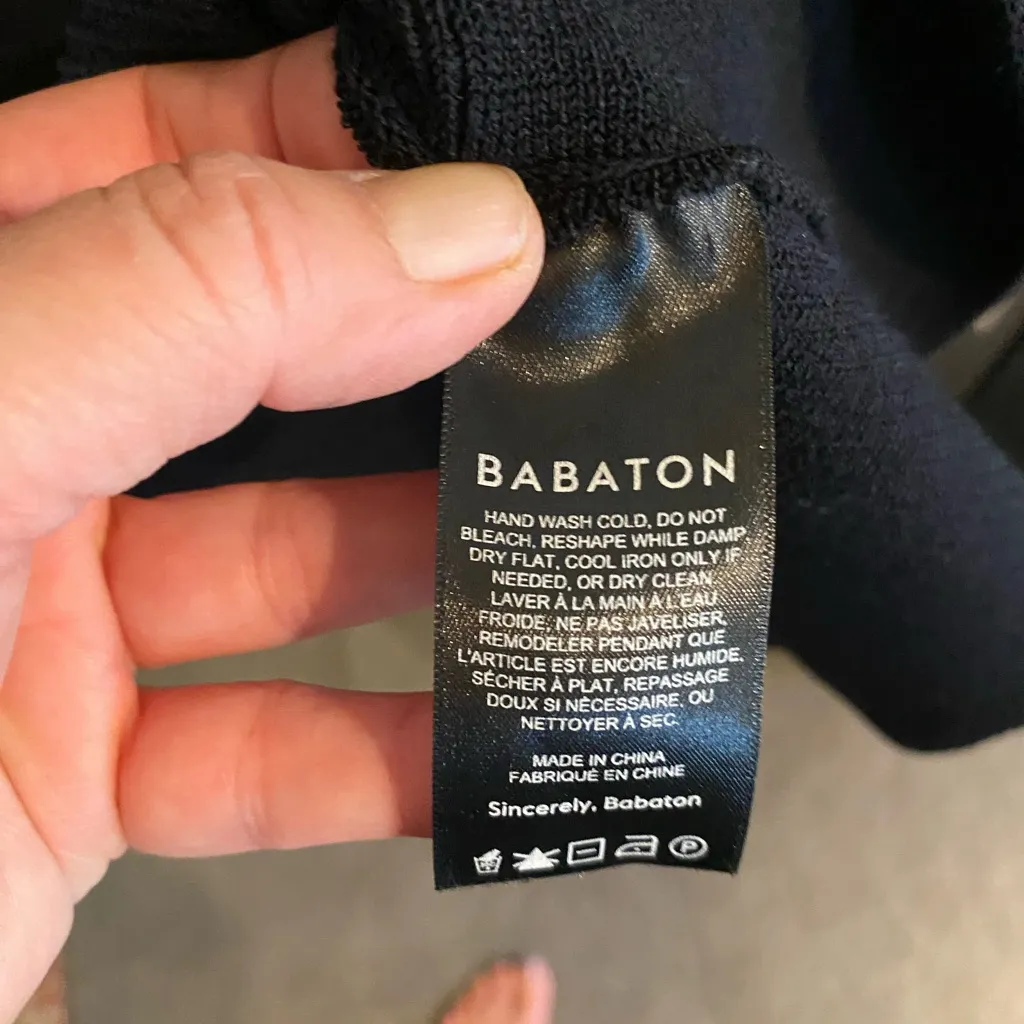 BABATON
HAND WASH COLD, DO NOT
BLEACH, RESHAPE WHILE DAMP
DRY FLAT, COOL IRON ONLY IF
NEEDED, OR DRY CLEAN
LAVER À LA MAIN À L'EAU
FROIDE, NE PAS JAVELISER,
REMODELER PENDANT QUE
L'ARTICLE EST ENCORE HUMIDE.
SÉCHER À PLAT, REPASSAGE
DOUX SI NÉCESSAIRE, OU
NETTOYER À SEC.
MADE IN CHINA
FABRIQUÉ EN CHINE
Sincerely, Babaton
P